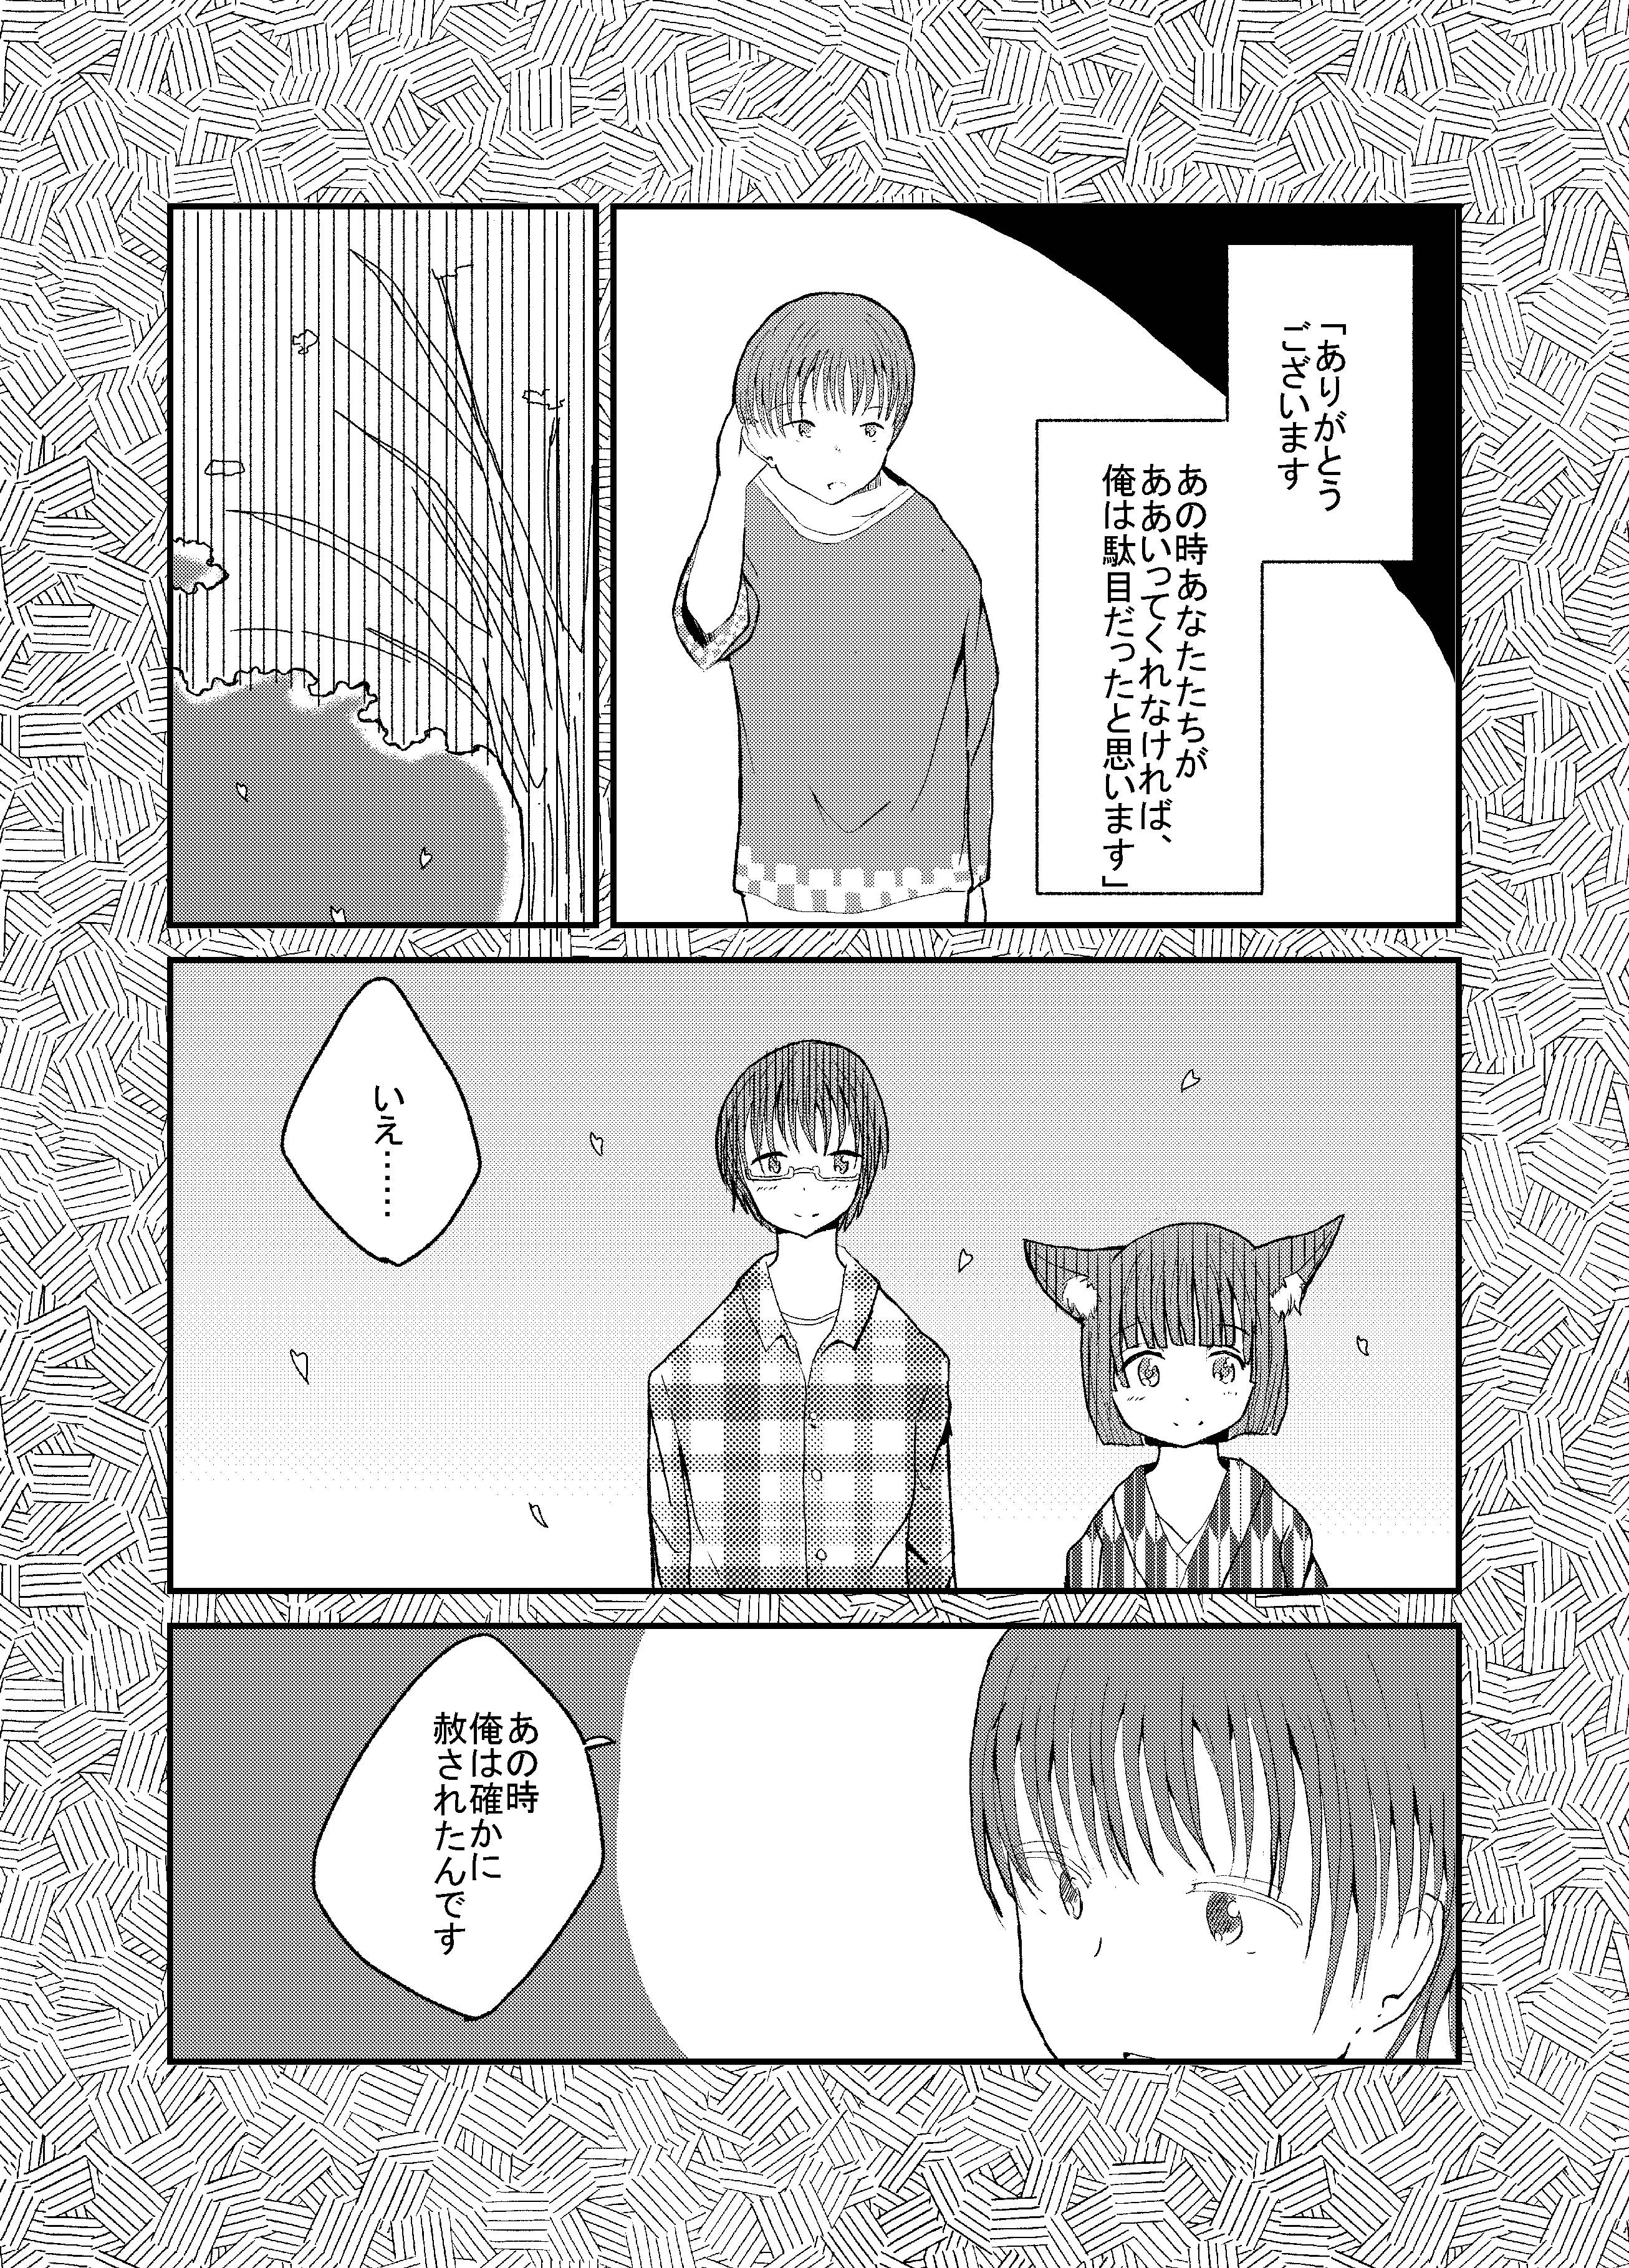 「ありがとう
ございます
あの時あなたたちが
ああいってくれなければ、
俺は駄目だったと思います」
いえ……
あの時
俺は確かに
赦されたんです